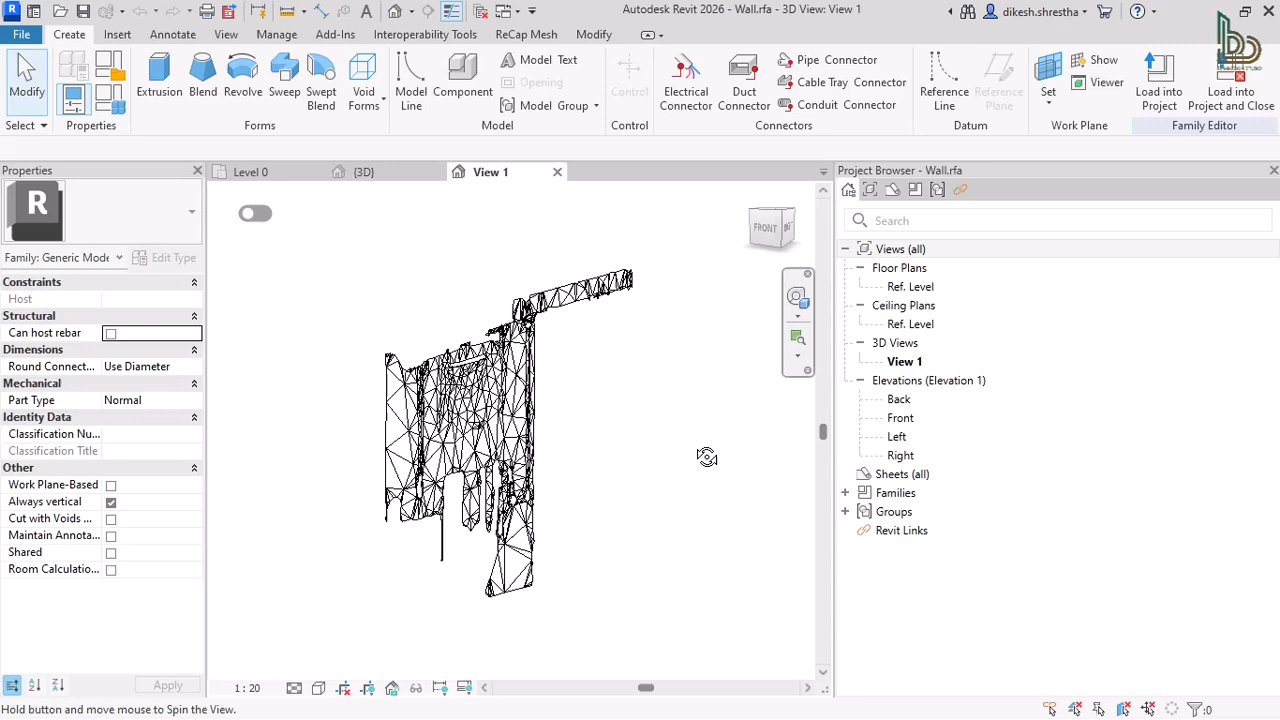 Autodesk Revit 2026 - Wall.rfa - 3D View: View 1
dikesh.shrestha
File Create Insert Annotate View Manage Add-Ins Interoperability Tools ReCap Mesh Modify
Modify
Extrusion Blend Revolve Sweep Swept Blend Void Forms
Model Line Component Model Text
Opening
Model Group
Control
Electrical Connector Duct Connector Pipe Connector
Cable Tray Connector
Conduit Connector
Reference Line Reference Plane
Set Show
Viewer
Load into Project Load into Project and Close
Select Properties Forms Model Control Connectors Datum Work Plane Family Editor
Properties
R
Family: Generic Mode Edit Type
Constraints
Host
Structural
Can host rebar
Dimensions
Round Connect... Use Diameter
Mechanical
Part Type Normal
Identity Data
Classification Nu...
Classification Title
Other
Work Plane-Based
Always vertical
Cut with Voids ...
Maintain Annota...
Shared
Room Calculatio...
Apply
Level 0 {3D} View 1
FRONT
1 : 20
Project Browser - Wall.rfa
Search
Views (all)
Floor Plans
Ref. Level
Ceiling Plans
Ref. Level
3D Views
View 1
Elevations (Elevation 1)
Back
Front
Left
Right
Sheets (all)
Families
Groups
Revit Links
Hold button and move mouse to Spin the View.
:0